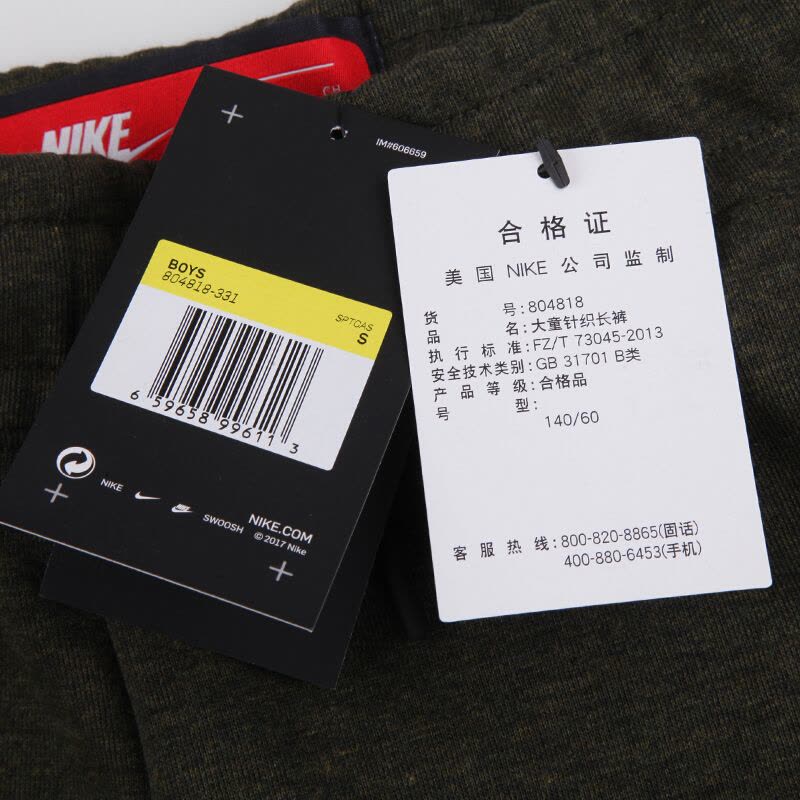 NIKE
CH
IM#606659
BOYS
804818-331
SPTCAS
S
6 59658 99611 3
NIKE
SWOOSH
NIKE.COM
© 2017 Nike
合格证
美国 NIKE 公司监制
货号:804818
品名:大童针织长裤
执行标准:FZ/T 73045-2013
安全技术类别:GB 31701 B类
产品等级:合格品
号型:
140/60
客服热线:800-820-8865(固话)
400-880-6453(手机)